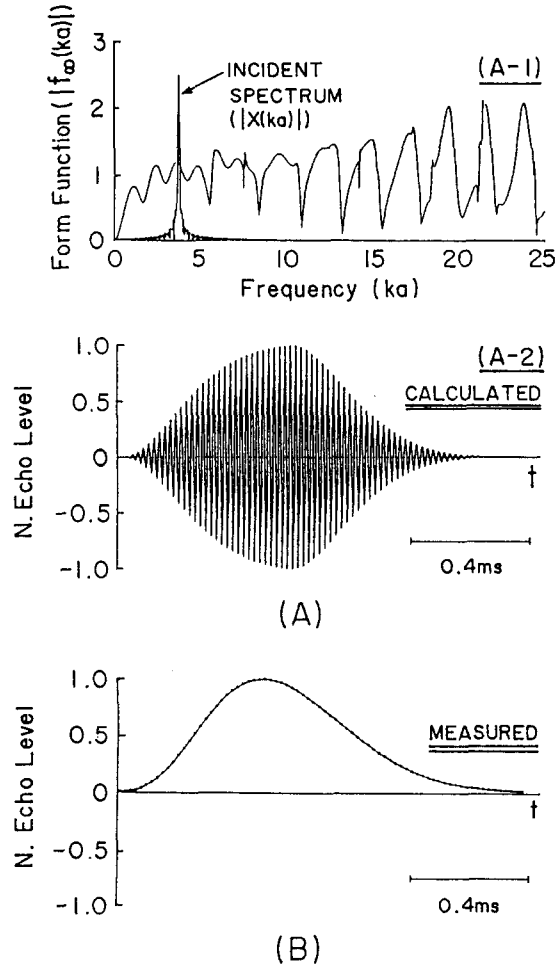 Form Function (|f∞(ka)|)
3
2
1
0
INCIDENT
SPECTRUM
(|X(ka)|)
(A-1)
0 5 10 15 20 25
Frequency (ka)
N. Echo Level
1.0
0.5
0
-0.5
-1.0
(A-2)
CALCULATED
t
0.4ms
(A)
N. Echo Level
1.0
0.5
0
-0.5
-1.0
MEASURED
t
0.4ms
(B)